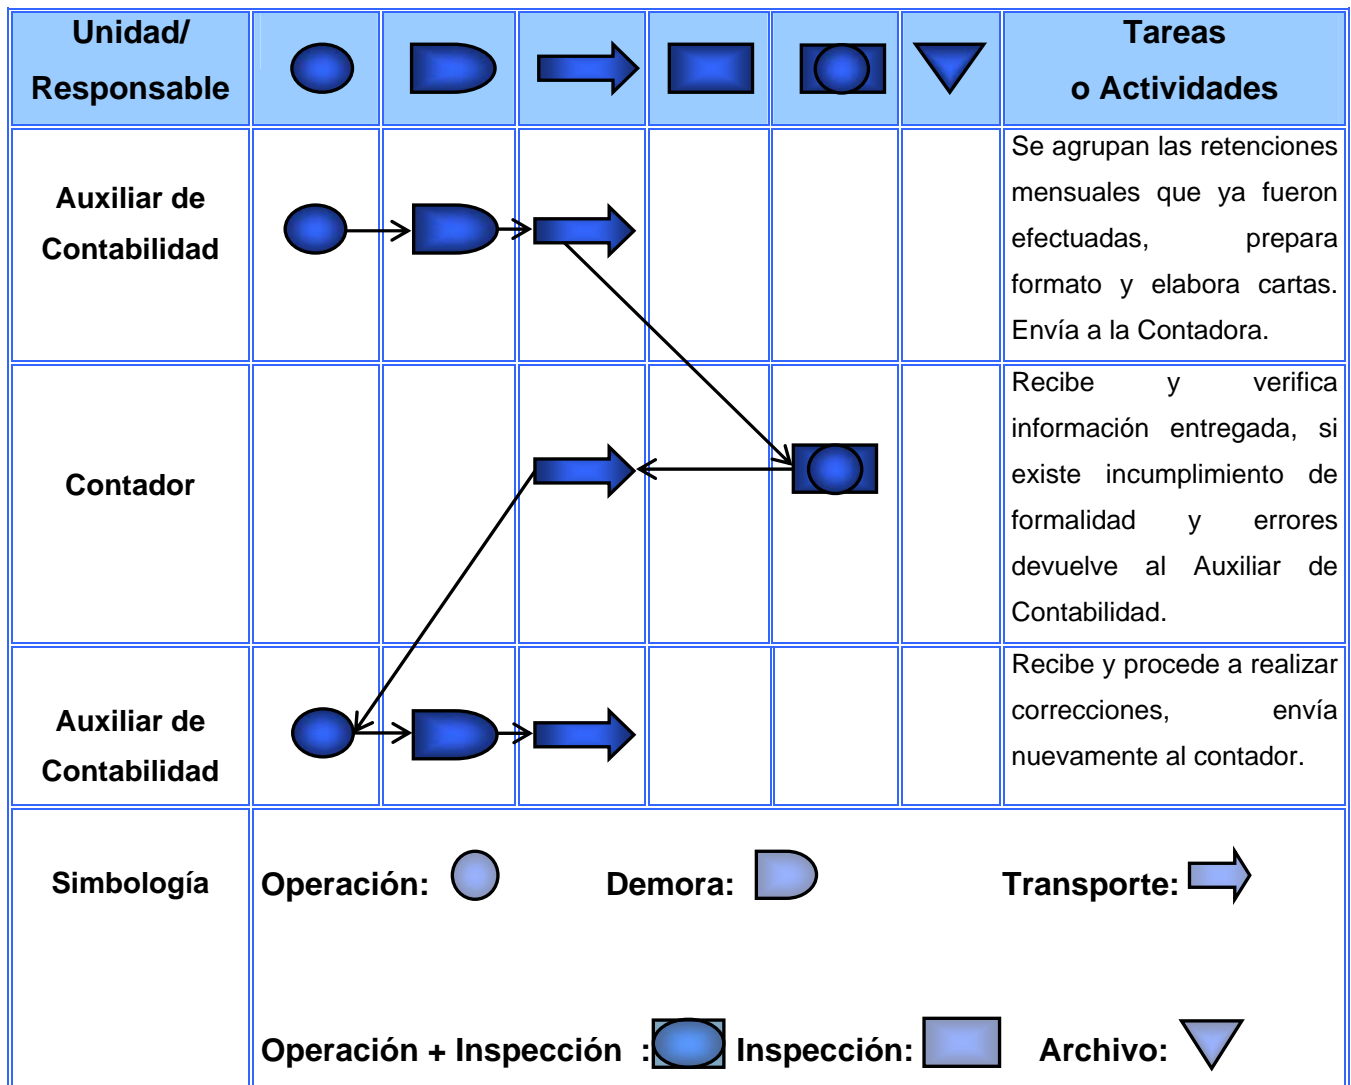 Unidad/
Responsable
Tareas
o Actividades
Auxiliar de
Contabilidad
Se agrupan las retenciones
mensuales que ya fueron
efectuadas, prepara
formato y elabora cartas.
Envía a la Contadora.
Contador
Recibe y verifica
información entregada, si
existe incumplimiento de
formalidad y errores
devuelve al Auxiliar de
Contabilidad.
Auxiliar de
Contabilidad
Recibe y procede a realizar
correcciones, envía
nuevamente al contador.
Simbología
Operación: Demora: Transporte:
Operación + Inspección : Inspección: Archivo: